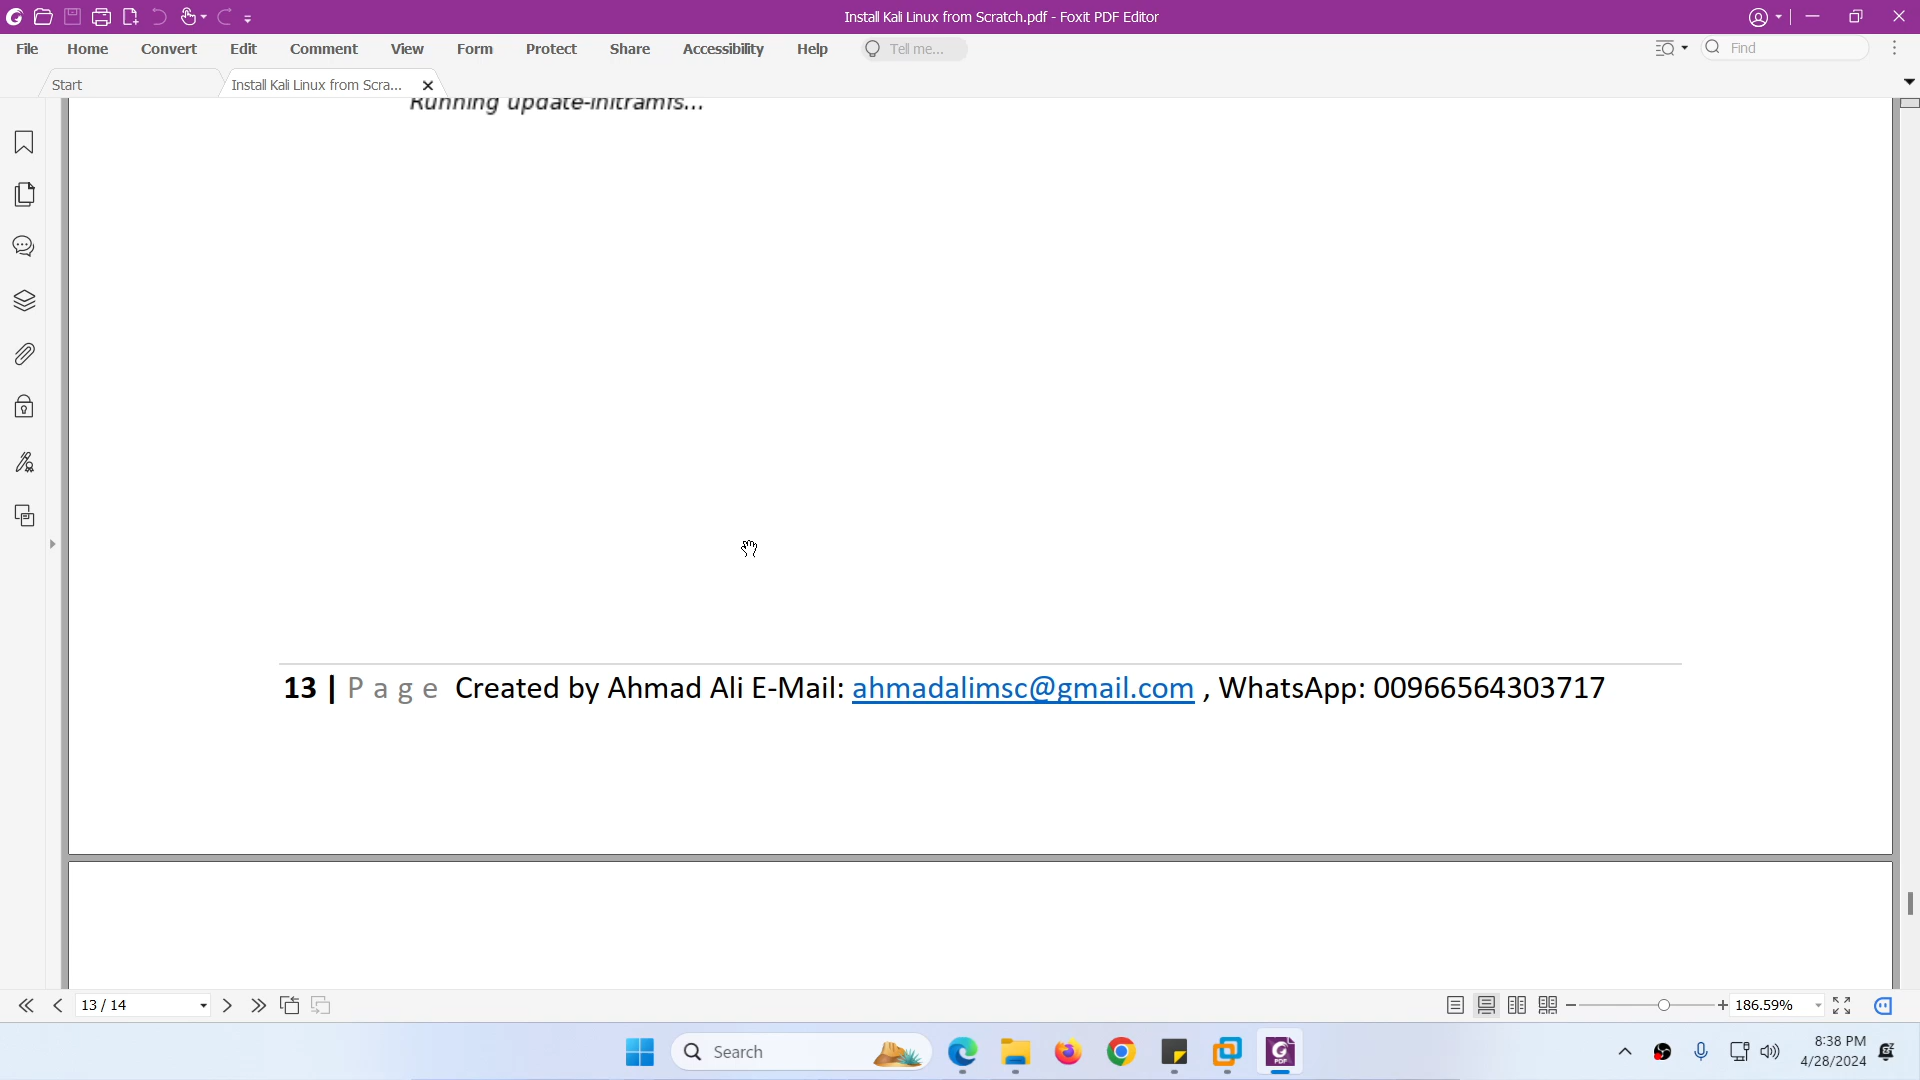 Install Kali Linux from Scratch.pdf - Foxit PDF Editor
File Home Convert Edit Comment View Form Protect Share Accessibility Help Tell me... Find
Start Install Kali Linux from Scra...
Running update-initramfs...
13 | P a g e Created by Ahmad Ali E-Mail: ahmadalimsc@gmail.com , WhatsApp: 00966564303717
13 / 14 186.59%
Search
8:38 PM
4/28/2024